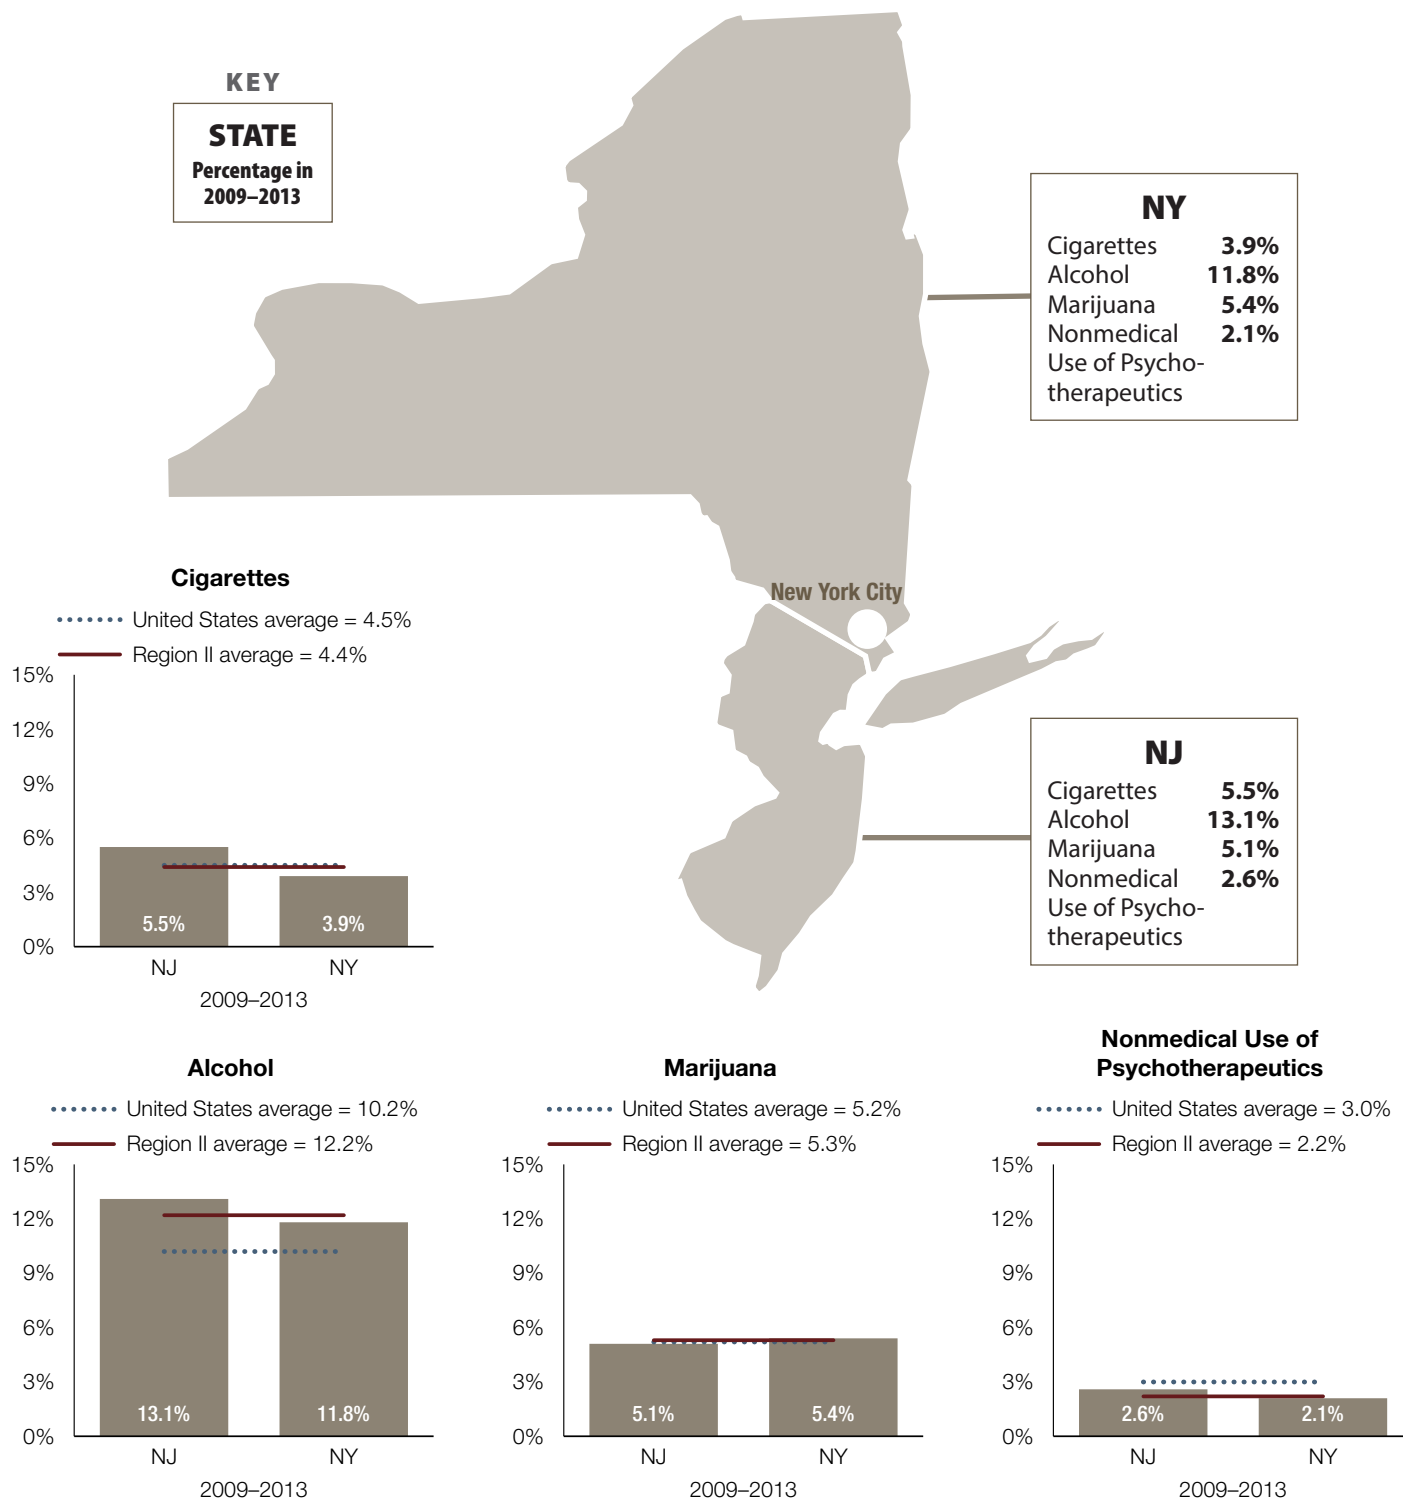 KEY
STATE
Percentage in
2009–2013
NY
Cigarettes 3.9%
Alcohol 11.8%
Marijuana 5.4%
Nonmedical 2.1%
Use of Psycho-
therapeutics
New York City
NJ
Cigarettes 5.5%
Alcohol 13.1%
Marijuana 5.1%
Nonmedical 2.6%
Use of Psycho-
therapeutics
Cigarettes
United States average = 4.5%
Region II average = 4.4%
15%
12%
9%
6%
3%
0%
5.5% 3.9%
NJ NY
2009–2013
Alcohol
United States average = 10.2%
Region II average = 12.2%
15%
12%
9%
6%
3%
0%
13.1% 11.8%
NJ NY
2009–2013
Marijuana
United States average = 5.2%
Region II average = 5.3%
15%
12%
9%
6%
3%
0%
5.1% 5.4%
NJ NY
2009–2013
Nonmedical Use of
Psychotherapeutics
United States average = 3.0%
Region II average = 2.2%
15%
12%
9%
6%
3%
0%
2.6% 2.1%
NJ NY
2009–2013